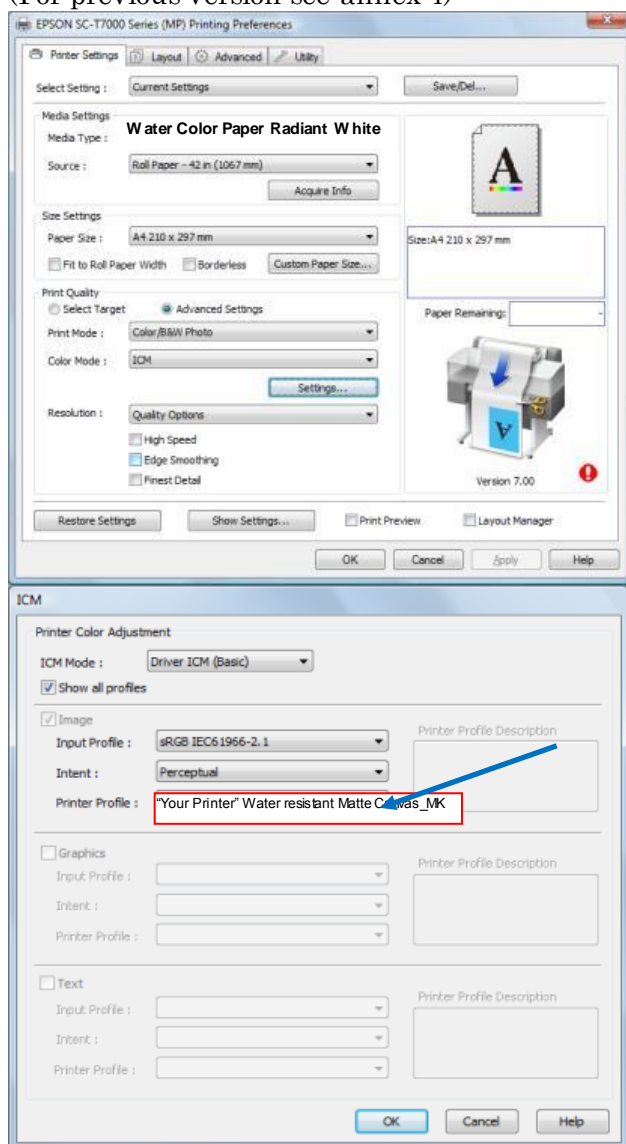 (For previous version see annex 4)
EPSON SC-T7000 Series (MP) Printing Preferences
Printer Settings Layout Advanced Utility
Select Setting : Current Settings Save/Del...
Media Settings
Media Type : Water Color Paper Radiant White
Source : Roll Paper - 42 in (1067 mm)
Acquire Info
A
Size Settings
Paper Size : A4 210 x 297 mm
Size:A4 210 x 297 mm
Fit to Roll Paper Width Borderless Custom Paper Size...
Print Quality
Select Target Advanced Settings
Paper Remaining: -
Print Mode : Color/B&W Photo
Color Mode : ICM
Settings...
Resolution : Quality Options
A
High Speed
Edge Smoothing
Finest Detail
Version 7.00
Restore Settings Show Settings... Print Preview Layout Manager
OK Cancel Apply Help
ICM
Printer Color Adjustment
ICM Mode : Driver ICM (Basic)
Show all profiles
Image
Printer Profile Description
Input Profile : sRGB IEC61966-2.1
Intent : Perceptual
Printer Profile : "Your Printer" Water resistant Matte Canvas_MK
Graphics
Printer Profile Description
Input Profile :
Intent :
Printer Profile :
Text
Printer Profile Description
Input Profile :
Intent :
Printer Profile :
OK Cancel Help